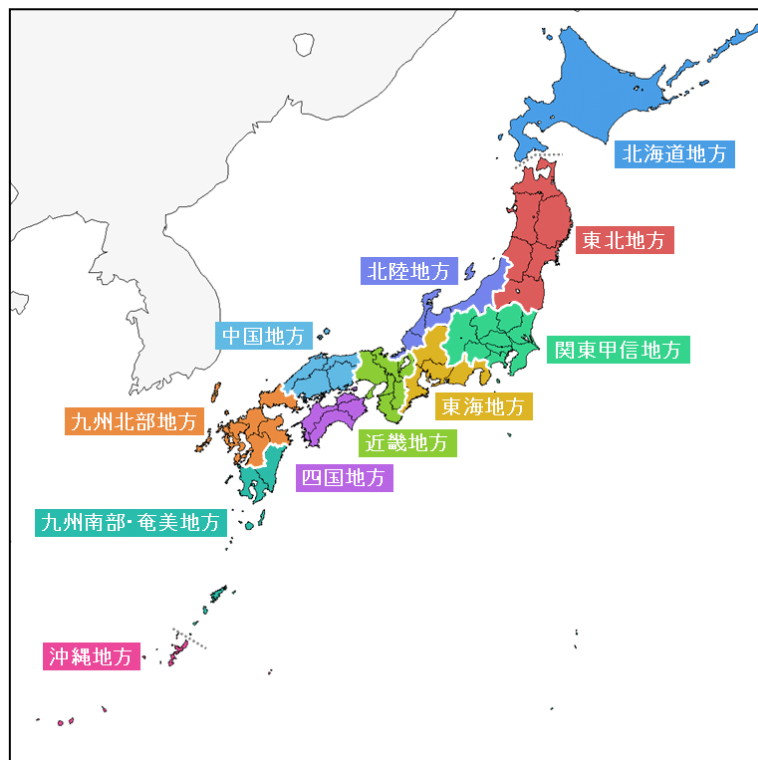 北海道地方
東北地方
北陸地方
中国地方
関東甲信地方
東海地方
九州北部地方
近畿地方
四国地方
九州南部・奄美地方
沖縄地方